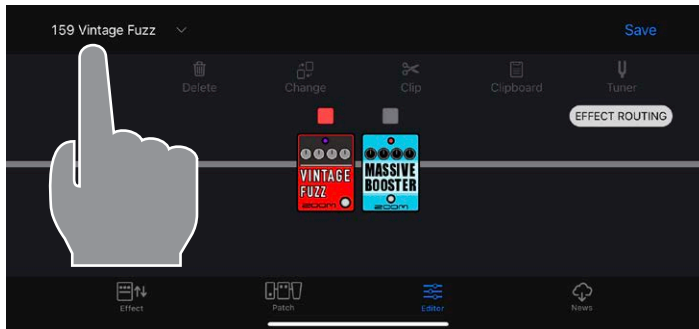 159 Vintage Fuzz
Save
Delete
Change
Clip
Clipboard
Tuner
EFFECT ROUTING
VINTAGE
FUZZ
ZOOM
MASSIVE
BOOSTER
ZOOM
Effect
Patch
Editor
News